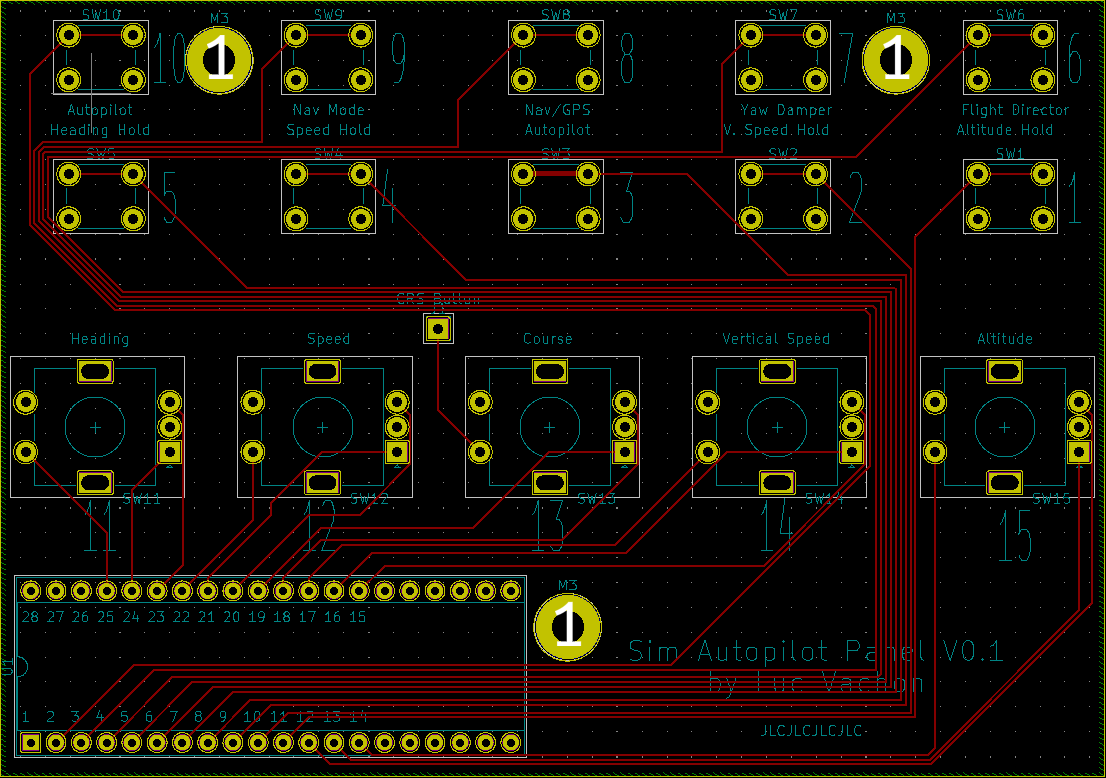 SW10 M3 SW9 SW8 SW7 M3 SW6
10 1 9 8 7 1 6
Autopilot Nav Mode Nav/GPS Yaw Damper Flight Director
Heading Hold Speed Hold Autopilot V. Speed Hold Altitude Hold
SW5 SW4 SW3 SW2 SW1
5 4 3 2 1
CRS Button
Heading Speed Course Vertical Speed Altitude
SW11 SW12 SW13 SW14 SW15
11 12 13 14 15
M3
1
28 27 26 25 24 23 22 21 20 19 18 17 16 15
U1
Sim Autopilot Panel V0.1
by Luc Vachon
1 2 3 4 5 6 7 8 9 10 11 12 13 14
JLCJLCJLCJLC